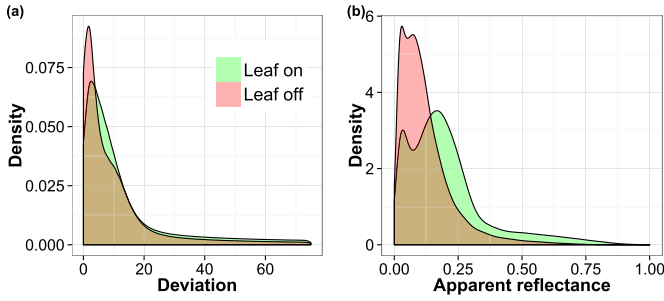 (a)
Density
0.075
0.050
0.025
0.000
0
20
40
60
Deviation
Leaf on
Leaf off
(b)
Density
6
4
2
0
0.00
0.25
0.50
0.75
1.00
Apparent reflectance